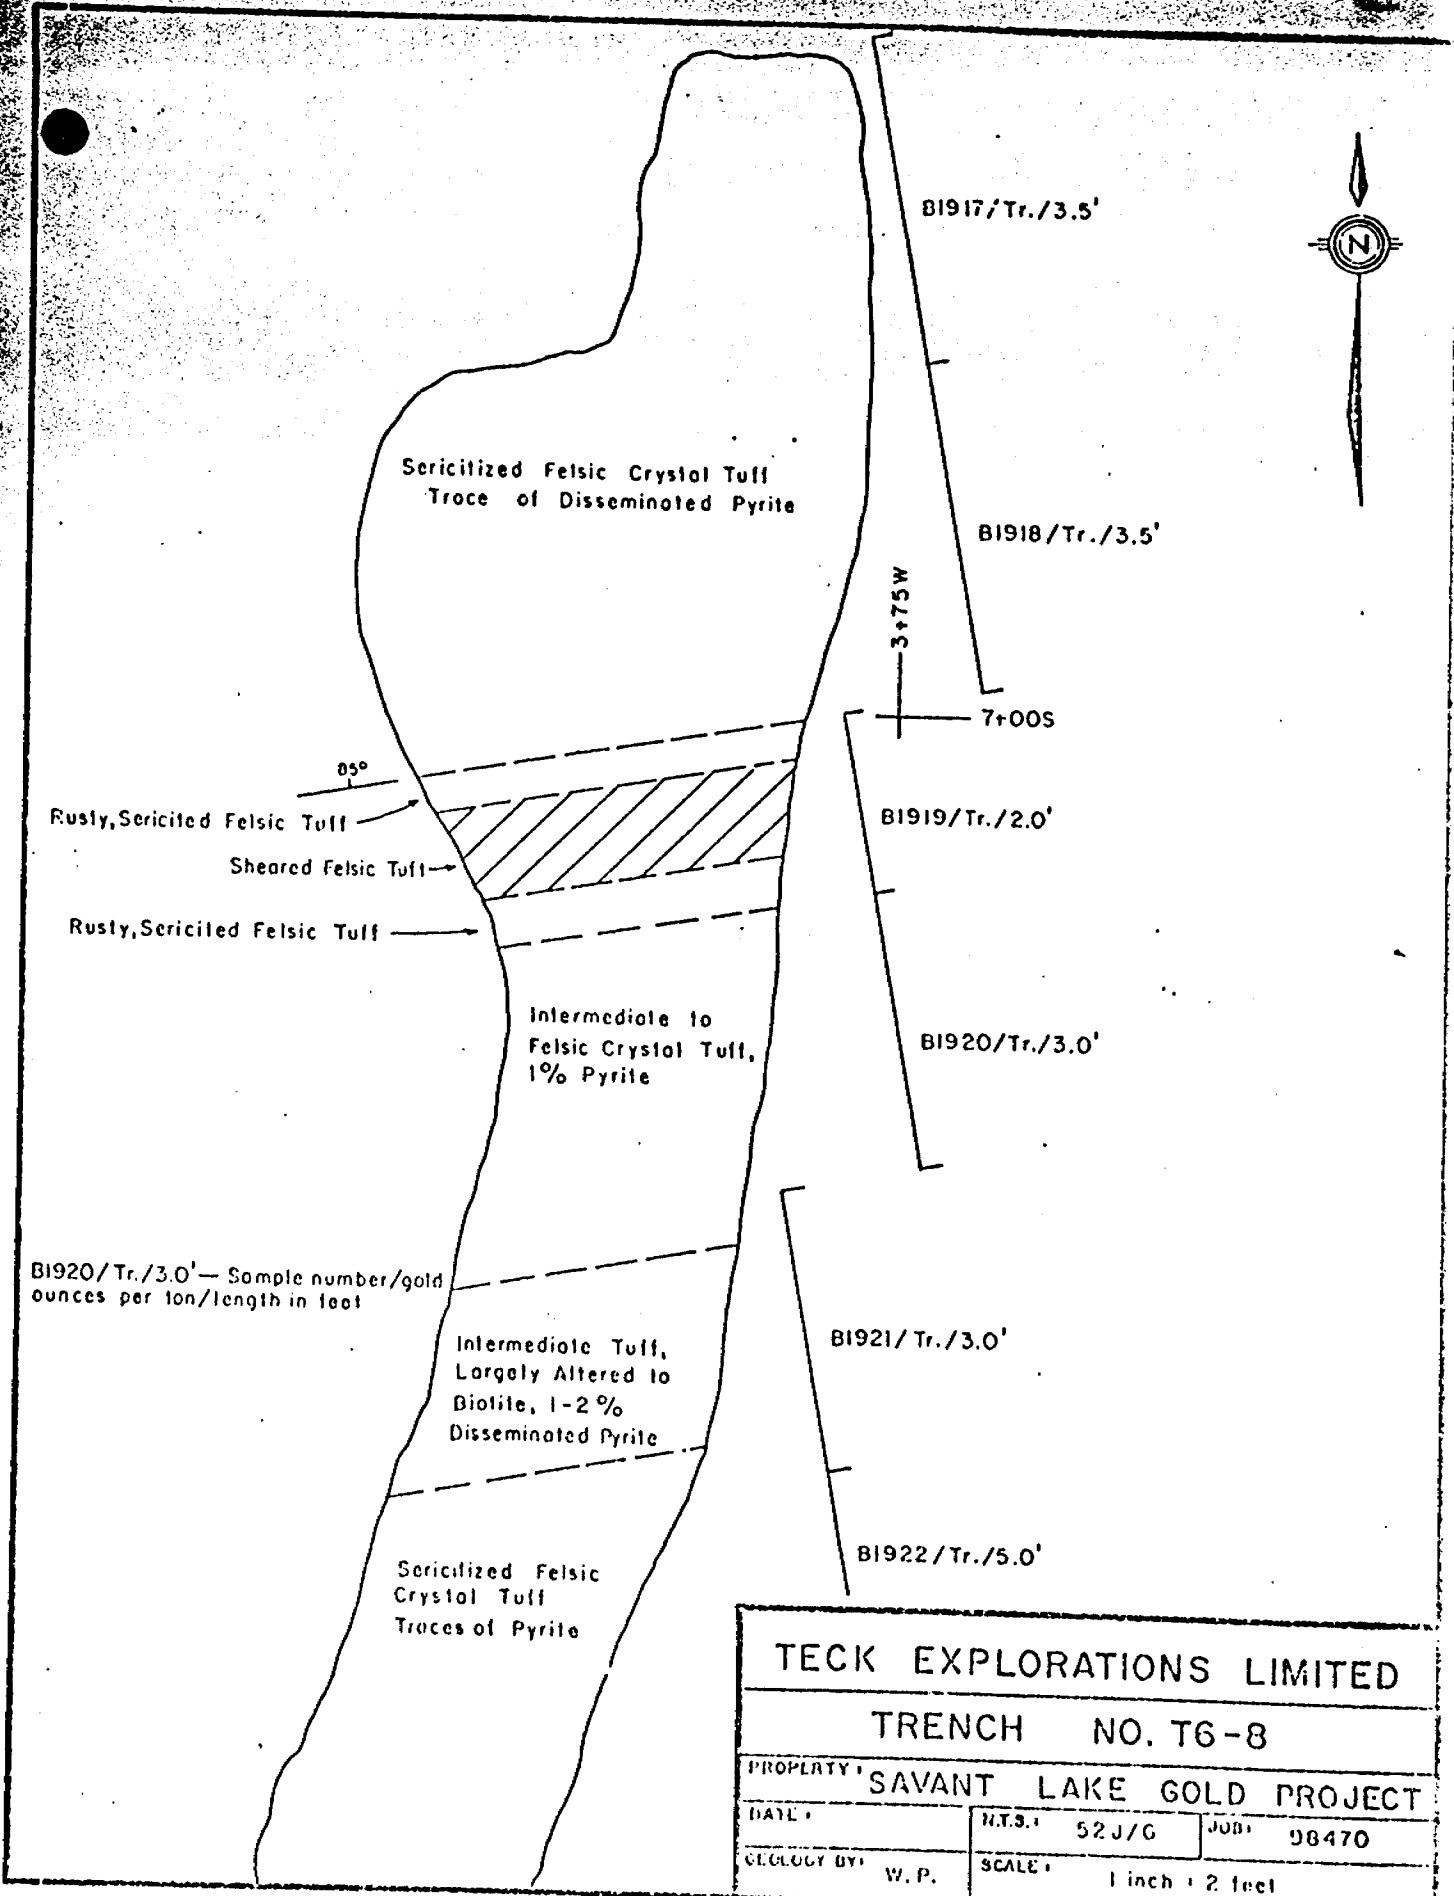 B1917/Tr./3.5'
N
Sericitized Felsic Crystal Tuff
Trace of Disseminated Pyrite
B1918/Tr./3.5'
3+75W
7+00S
85°
Rusty, Sericited Felsic Tuff
B1919/Tr./2.0'
Sheared Felsic Tuff
Rusty, Sericited Felsic Tuff
Intermediate to
Felsic Crystal Tuff,
1% Pyrite
B1920/Tr./3.0'
B1920/Tr./3.0' — Sample number/gold
ounces per ton/length in feet
B1921/Tr./3.0'
Intermediate Tuff,
Largely Altered to
Biotite, 1-2%
Disseminated Pyrite
B1922/Tr./5.0'
Sericitized Felsic
Crystal Tuff
Traces of Pyrite
TECK EXPLORATIONS LIMITED
TRENCH NO. T6-8
PROPERTY: SAVANT LAKE GOLD PROJECT
DATE:
N.T.S.: 52J/G
JOB: 98470
GEOLOGY BY: W.P.
SCALE: 1 inch : 2 feet